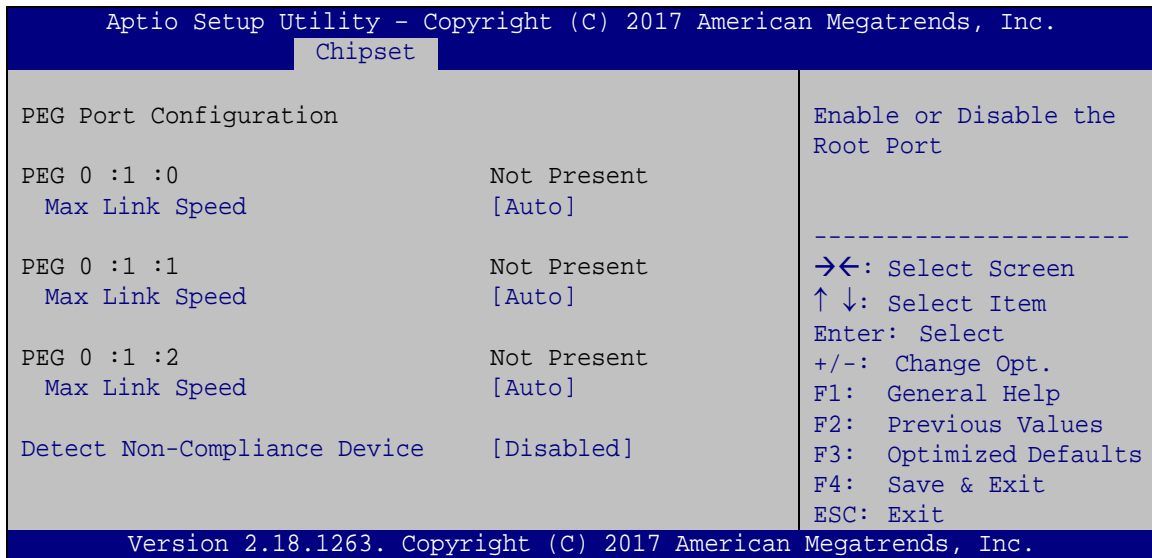 Aptio Setup Utility – Copyright (C) 2017 American Megatrends, Inc.
Chipset
PEG Port Configuration
PEG 0 :1 :0 Not Present
Max Link Speed [Auto]
PEG 0 :1 :1 Not Present
Max Link Speed [Auto]
PEG 0 :1 :2 Not Present
Max Link Speed [Auto]
Detect Non-Compliance Device [Disabled]
Enable or Disable the
Root Port
----------------------
→←: Select Screen
↑ ↓: Select Item
Enter: Select
+/-: Change Opt.
F1: General Help
F2: Previous Values
F3: Optimized Defaults
F4: Save & Exit
ESC: Exit
Version 2.18.1263. Copyright (C) 2017 American Megatrends, Inc.